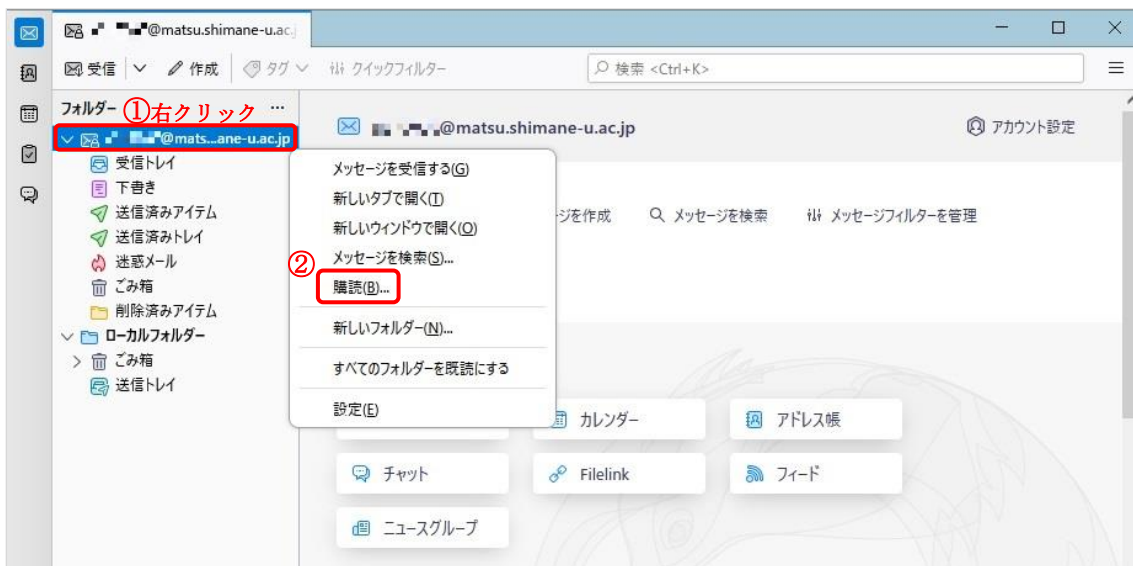 @matsu.shimane-u.ac.j
受信 作成 タグ クイックフィルター 検索 <Ctrl+K>
フォルダー ①右クリック …
@mats...ane-u.ac.jp
受信トレイ
下書き
送信済みアイテム
送信済みトレイ
迷惑メール
ごみ箱
削除済みアイテム
ローカルフォルダー
ごみ箱
送信トレイ
@matsu.shimane-u.ac.jp アカウント設定
メッセージを受信する(G)
新しいタブで開く(T)
新しいウィンドウで開く(O)
メッセージを検索(S)...
② 購読(B)...
新しいフォルダー(N)...
すべてのフォルダーを既読にする
設定(E)
ージを作成 メッセージを検索 メッセージフィルターを管理
カレンダー アドレス帳
チャット Filelink フィード
ニュースグループ